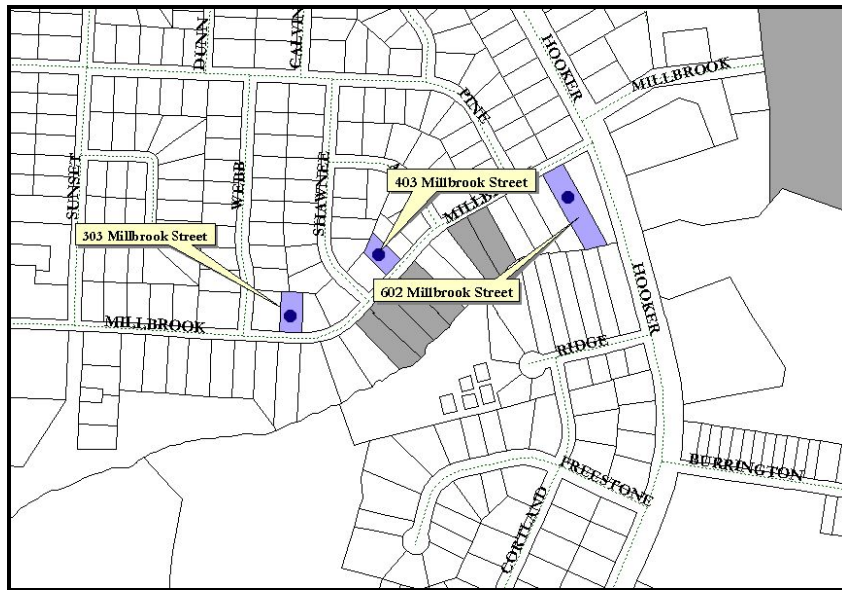 DUNN
CALVIN
HOOKER
MILLBROOK
PINE
SUNSET
WEBB
SHAWNEE
403 Millbrook Street
303 Millbrook Street
602 Millbrook Street
HOOKER
MILLBROOK
RIDGE
FREESTONE
BURRINGTON
CORTLAND